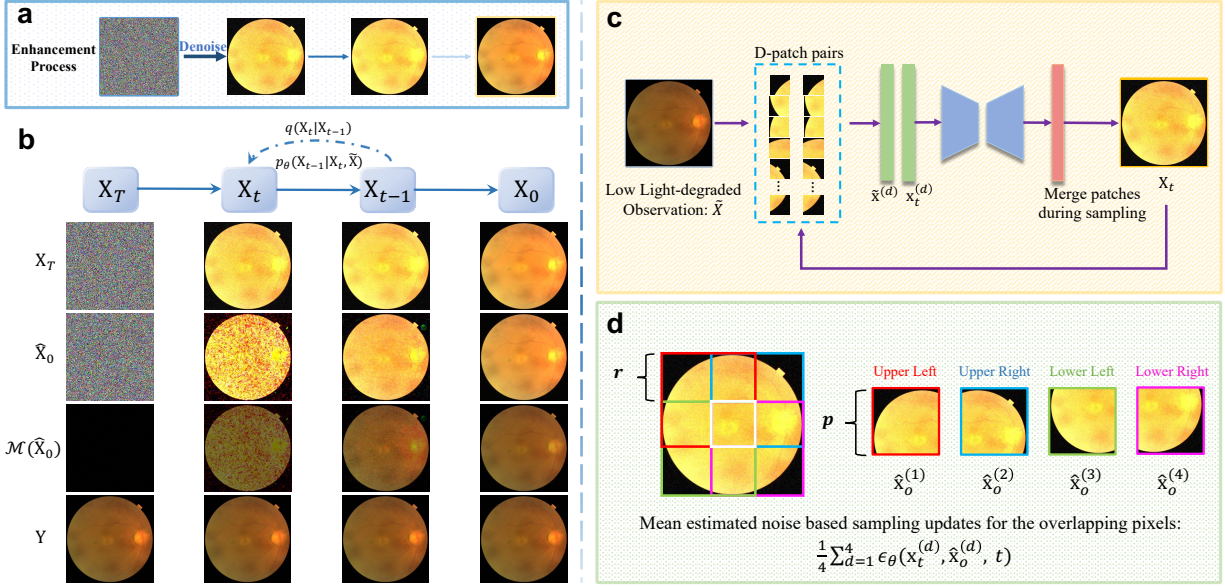 a
Enhancement
Process
Denoise
b
q(X_t|X_{t-1})
p_θ(X_{t-1}|X_t, X̃)
X_T
X_t
X_{t-1}
X_0
X_T
X̂_0
ℳ(X̂_0)
Y
c
D-patch pairs
Low Light-degraded
Observation: X̃
⋮
⋮
x̃^{(d)}
x_t^{(d)}
Merge patches
during sampling
X_t
d
r
p
Upper Left
Upper Right
Lower Left
Lower Right
x̂_o^{(1)}
x̂_o^{(2)}
x̂_o^{(3)}
x̂_o^{(4)}
Mean estimated noise based sampling updates for the overlapping pixels:
\frac{1}{4} ∑_{d=1}^{4} ϵ_θ(x_t^{(d)}, x̂_o^{(d)}, t)